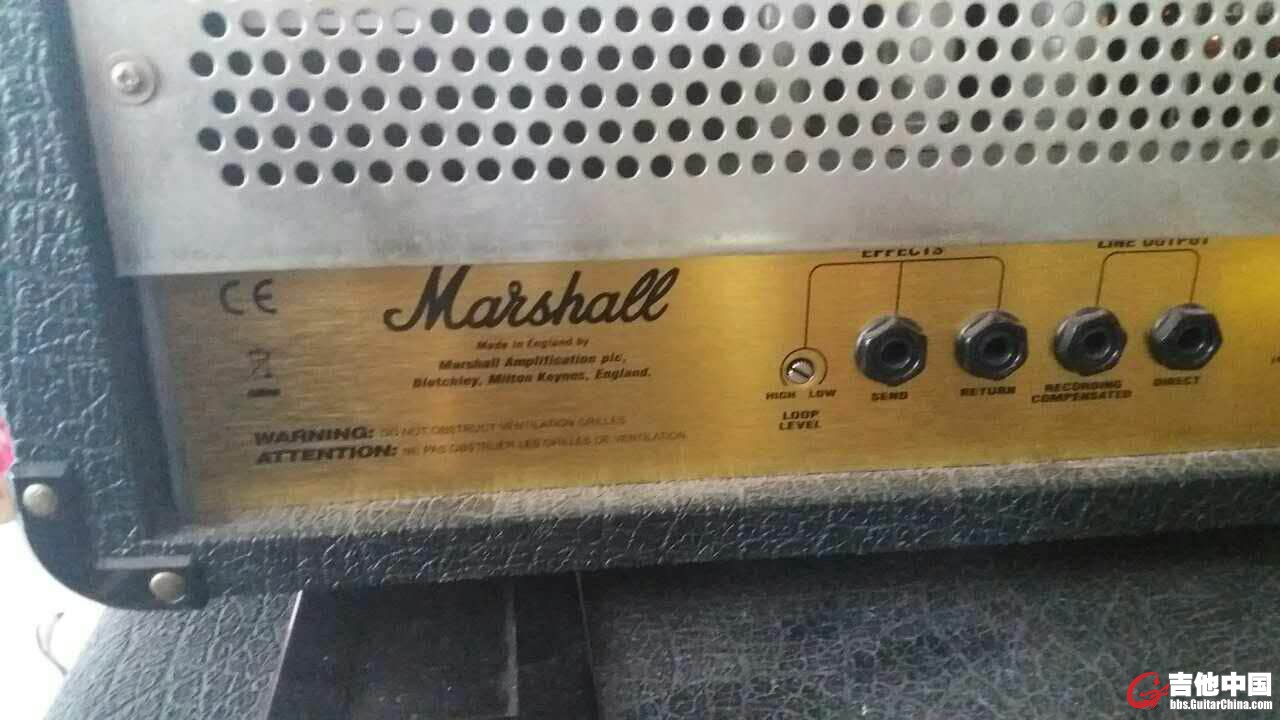 CE
Marshall
Made in England by
Marshall Amplification plc,
Bletchley, Milton Keynes, England.
WARNING: DO NOT OBSTRUCT VENTILATION GRILLES
ATTENTION: NE PAS OBSTRUER LES GRILLES DE VENTILATION
EFFECTS
HIGH LOW
LOOP
LEVEL
SEND
RETURN
LINE OUTPUT
RECORDING
COMPENSATED
DIRECT
吉他中国
bbs.GuitarChina.com